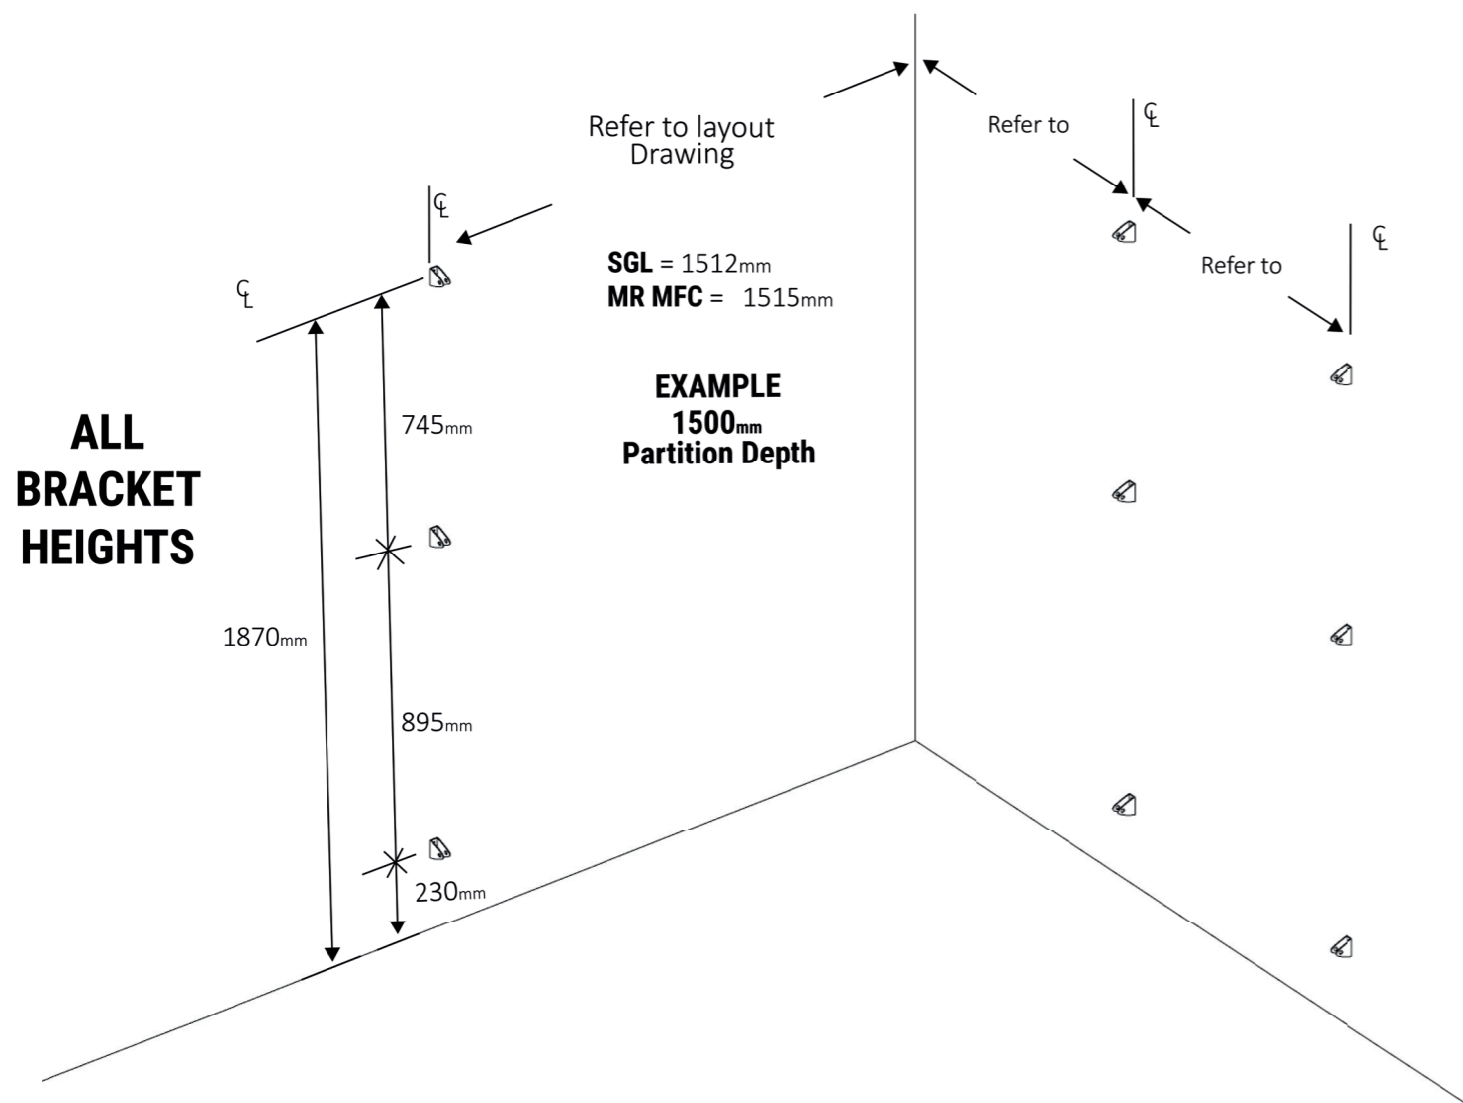 Refer to layout
Drawing
Refer to
℄
℄
SGL = 1512mm
MR MFC = 1515mm
Refer to
℄
℄
EXAMPLE
1500mm
Partition Depth
ALL
BRACKET
HEIGHTS
745mm
1870mm
895mm
230mm